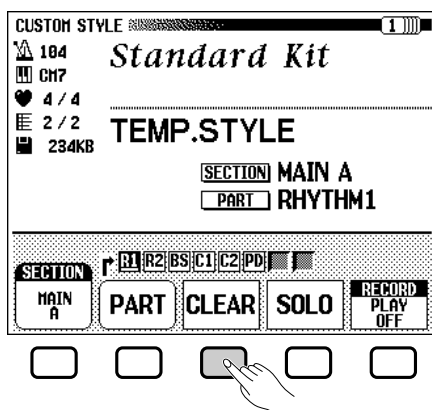 CUSTOM STYLE 1
104
CM7
4 / 4
2 / 2
234KB
Standard Kit
TEMP.STYLE
SECTION MAIN A
PART RHYTHM1
R1 R2 BS C1 C2 PD
SECTION
MAIN
A
PART
CLEAR
SOLO
RECORD
PLAY
OFF